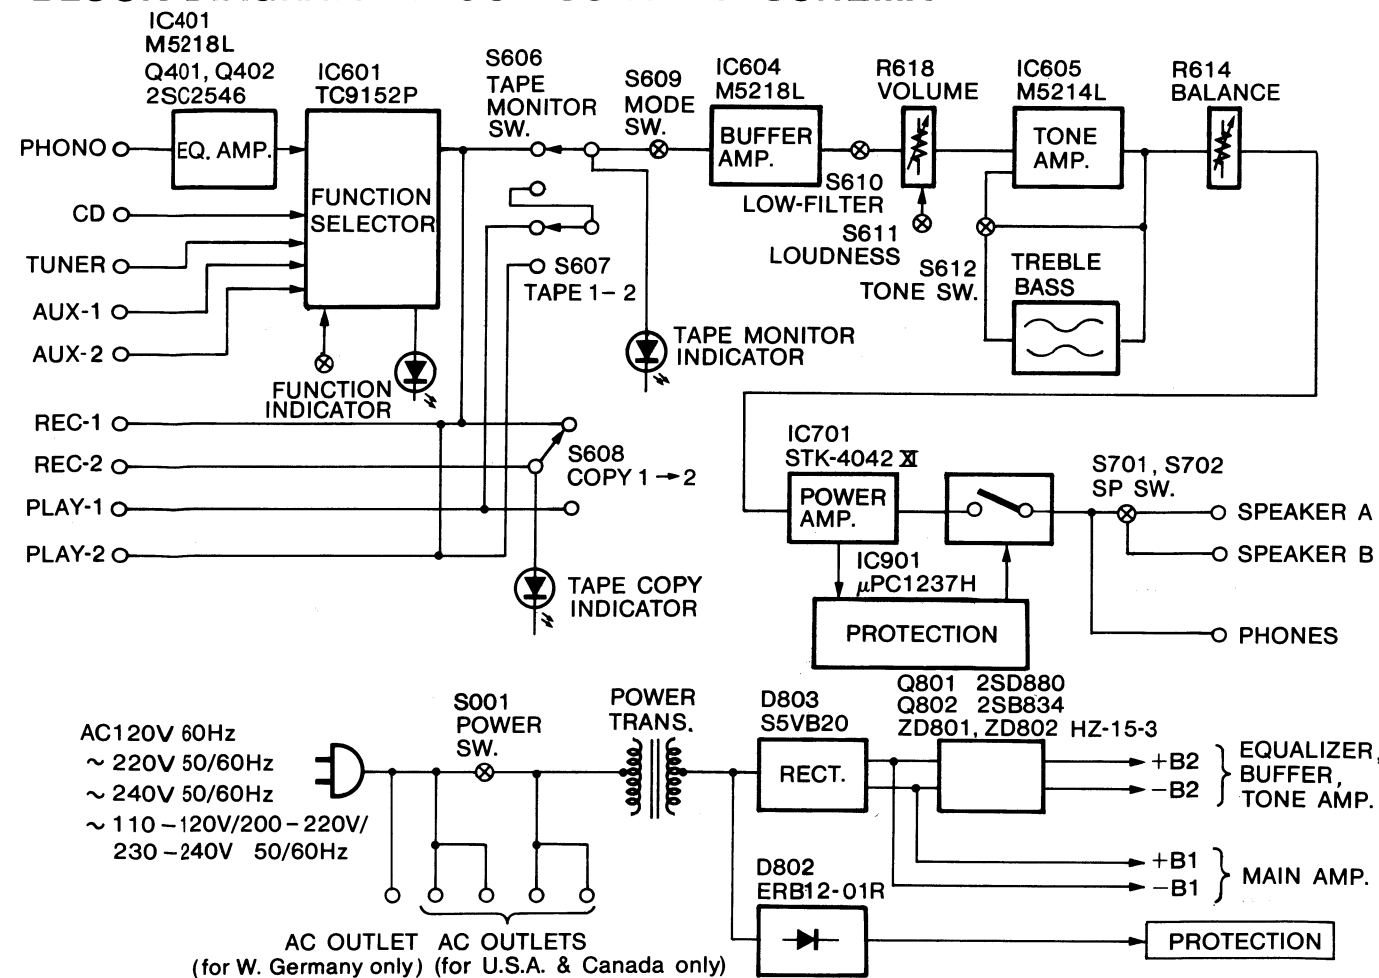 IC401
M5218L
Q401, Q402
2SC2546
IC601
TC9152P
S606
TAPE
MONITOR
SW.
S609
MODE
SW.
IC604
M5218L
R618
VOLUME
IC605
M5214L
R614
BALANCE
PHONO
EQ. AMP.
FUNCTION
SELECTOR
BUFFER
AMP.
TONE
AMP.
CD
TUNER
AUX-1
AUX-2
S610
LOW-FILTER
S611
LOUDNESS
S612
TONE SW.
TREBLE
BASS
S607
TAPE 1-2
TAPE MONITOR
INDICATOR
FUNCTION
INDICATOR
REC-1
REC-2
PLAY-1
PLAY-2
S608
COPY 1→2
TAPE COPY
INDICATOR
IC701
STK-4042 XI
POWER
AMP.
IC901
μPC1237H
PROTECTION
S701, S702
SP SW.
SPEAKER A
SPEAKER B
PHONES
AC120V 60Hz
~ 220V 50/60Hz
~ 240V 50/60Hz
~ 110-120V/200-220V/
230-240V 50/60Hz
S001
POWER
SW.
POWER
TRANS.
D803
S5VB20
RECT.
Q801 2SD880
Q802 2SB834
ZD801, ZD802 HZ-15-3
+B2
-B2
EQUALIZER,
BUFFER,
TONE AMP.
+B1
-B1
MAIN AMP.
D802
ERB12-01R
PROTECTION
AC OUTLET
(for W. Germany only)
AC OUTLETS
(for U.S.A. & Canada only)